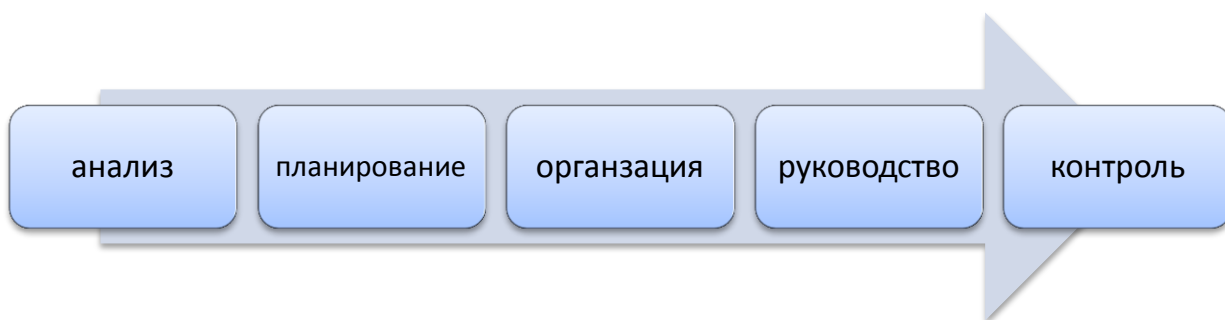 анализ
планирование
органзация
руководство
контроль